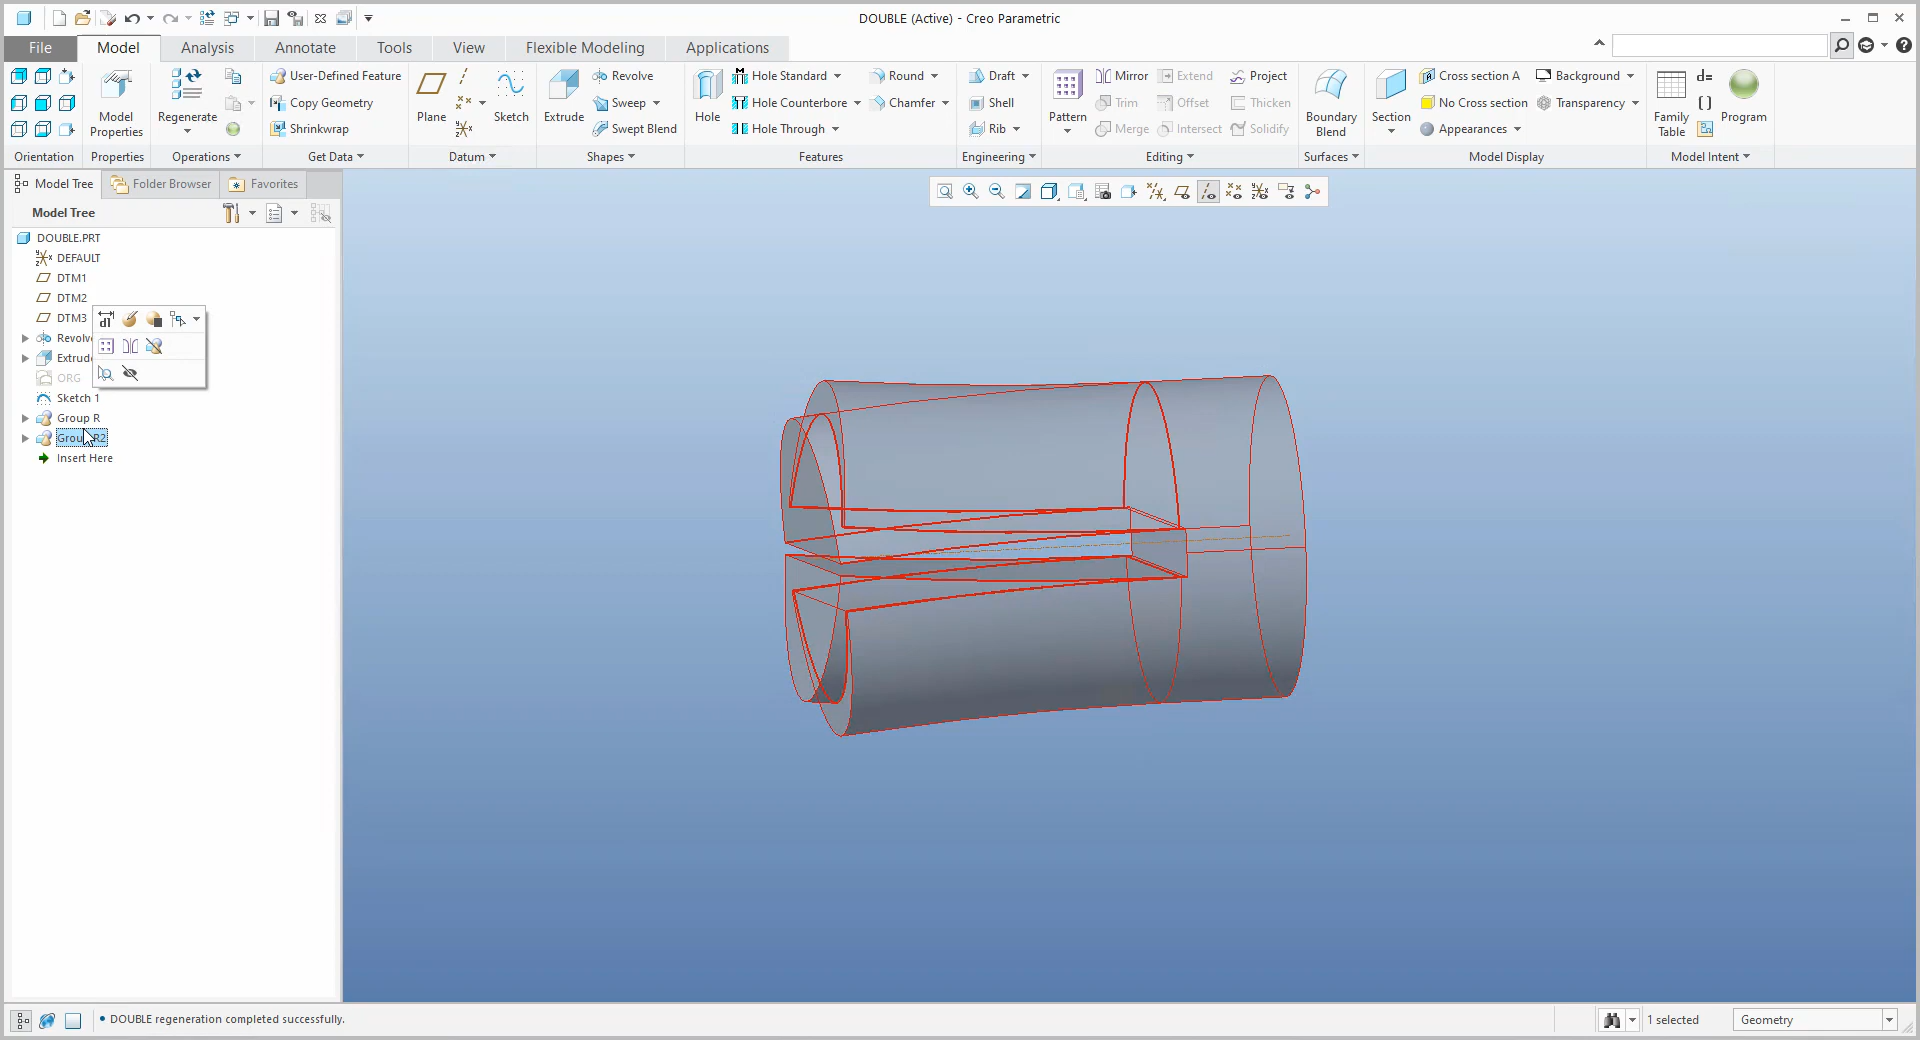 DOUBLE (Active) - Creo Parametric
File Model Analysis Annotate Tools View Flexible Modeling Applications
Model Properties
Regenerate
User-Defined Feature
Copy Geometry
Shrinkwrap
Plane
Sketch
Extrude
Revolve
Sweep
Swept Blend
Hole
Hole Standard
Hole Counterbore
Hole Through
Round
Chamfer
Draft
Shell
Rib
Pattern
Mirror
Trim
Merge
Extend
Offset
Intersect
Project
Thicken
Solidify
Boundary Blend
Section
Cross section A
No Cross section
Appearances
Background
Transparency
Family Table
d=
( )
Program
Orientation Properties Operations Get Data Datum Shapes Features Engineering Editing Surfaces Model Display Model Intent
Model Tree Folder Browser Favorites
Model Tree
DOUBLE.PRT
DEFAULT
DTM1
DTM2
DTM3
Revolve
Extrude
ORG
Sketch 1
Group R
Group R2
Insert Here
DOUBLE regeneration completed successfully.
1 selected
Geometry